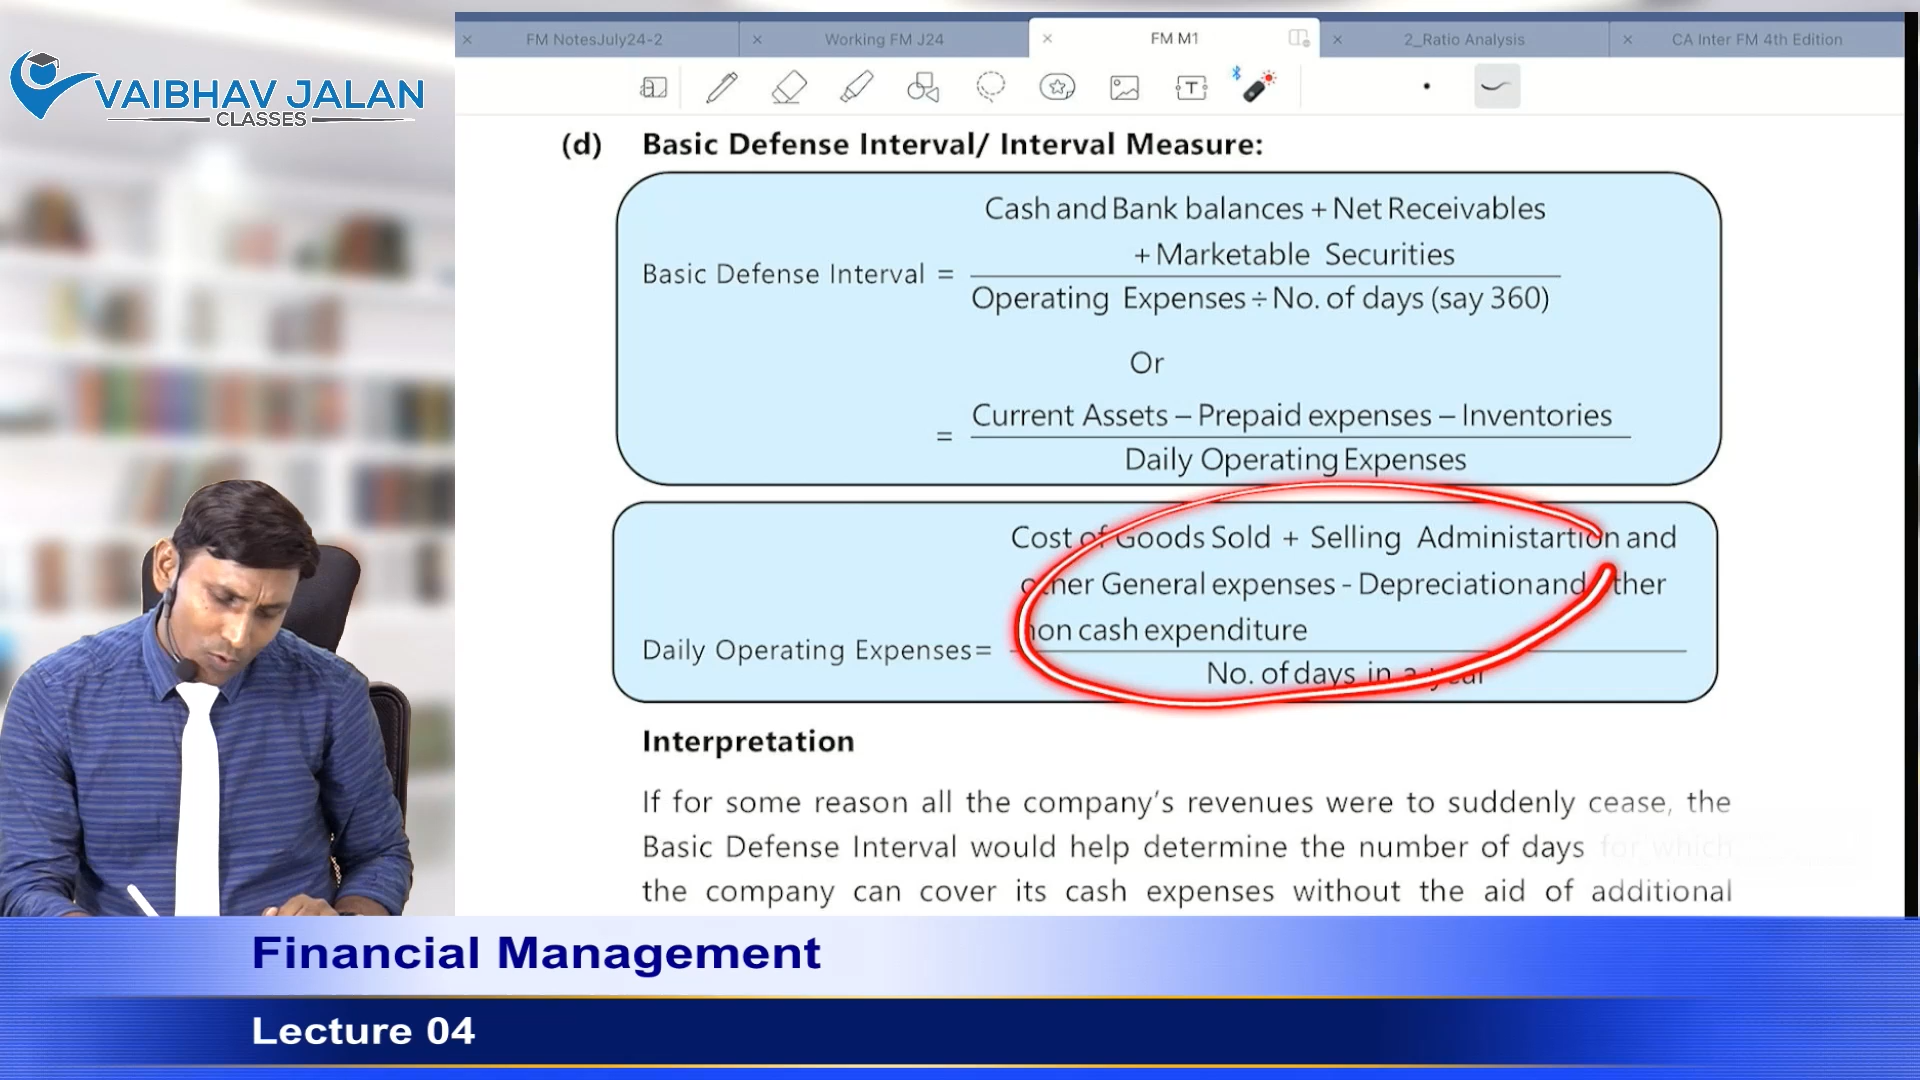 VAIBHAV JALAN
CLASSES
FM NotesJuly24-2
Working FM J24
FM M1
2_Ratio Analysis
CA Inter FM 4th Edition
(d) Basic Defense Interval/ Interval Measure:
Cash and Bank balances + Net Receivables
+ Marketable Securities
Basic Defense Interval =
Operating Expenses ÷ No. of days (say 360)
Or
Current Assets – Prepaid expenses – Inventories
=
Daily Operating Expenses
Cost of Goods Sold + Selling Administartion and
other General expenses - Depreciation and other
non cash expenditure
Daily Operating Expenses =
No. of days in a year
Interpretation
If for some reason all the company's revenues were to suddenly cease, the
Basic Defense Interval would help determine the number of days for which
the company can cover its cash expenses without the aid of additional
Financial Management
Lecture 04